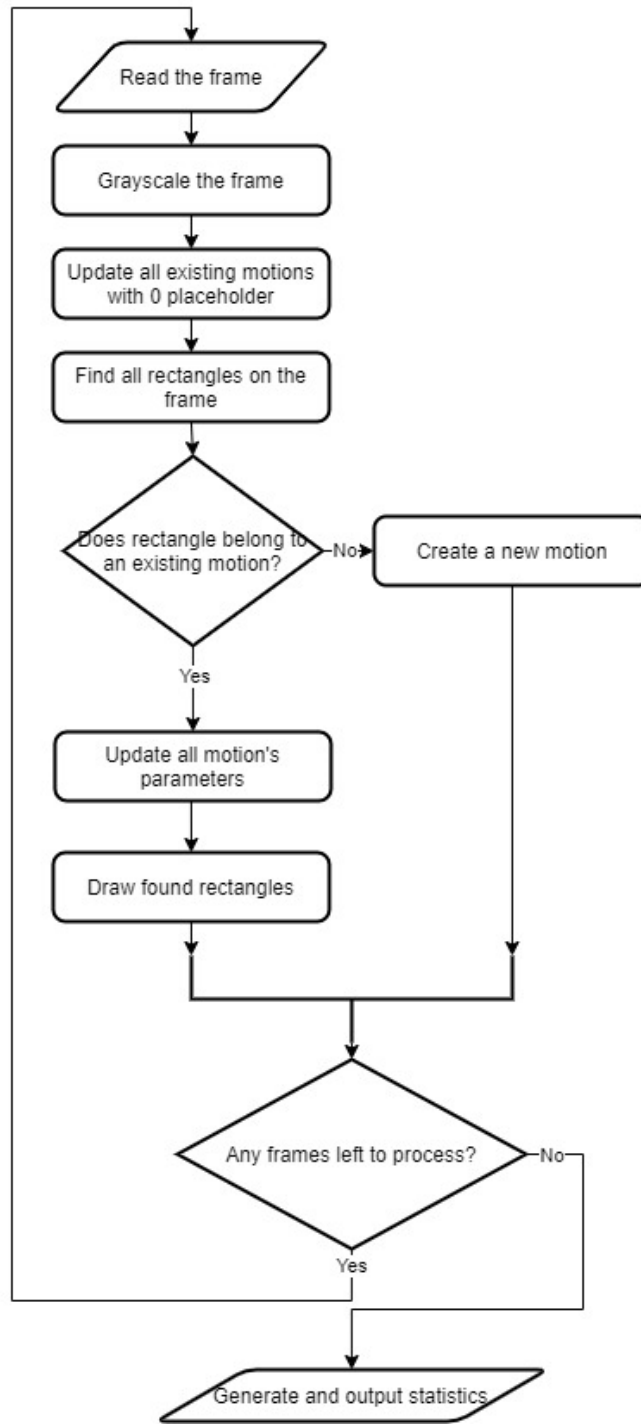 Read the frame
Grayscale the frame
Update all existing motions
with 0 placeholder
Find all rectangles on the
frame
Does rectangle belong to
an existing motion?
No
Create a new motion
Yes
Update all motion's
parameters
Draw found rectangles
Any frames left to process?
No
Yes
Generate and output statistics